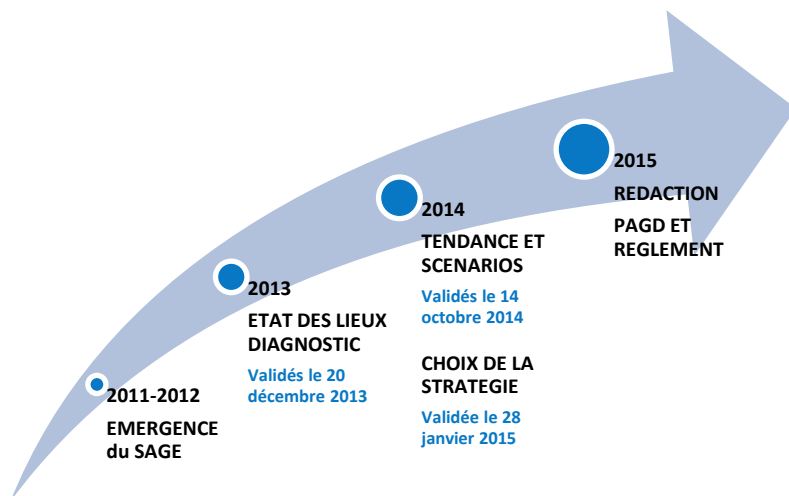 2011-2012
EMERGENCE
du SAGE
2013
ETAT DES LIEUX
DIAGNOSTIC
Validés le 20
décembre 2013
2014
TENDANCE ET
SCENARIOS
Validés le 14
octobre 2014
CHOIX DE LA
STRATEGIE
Validée le 28
janvier 2015
2015
REDACTION
PAGD ET
REGLEMENT